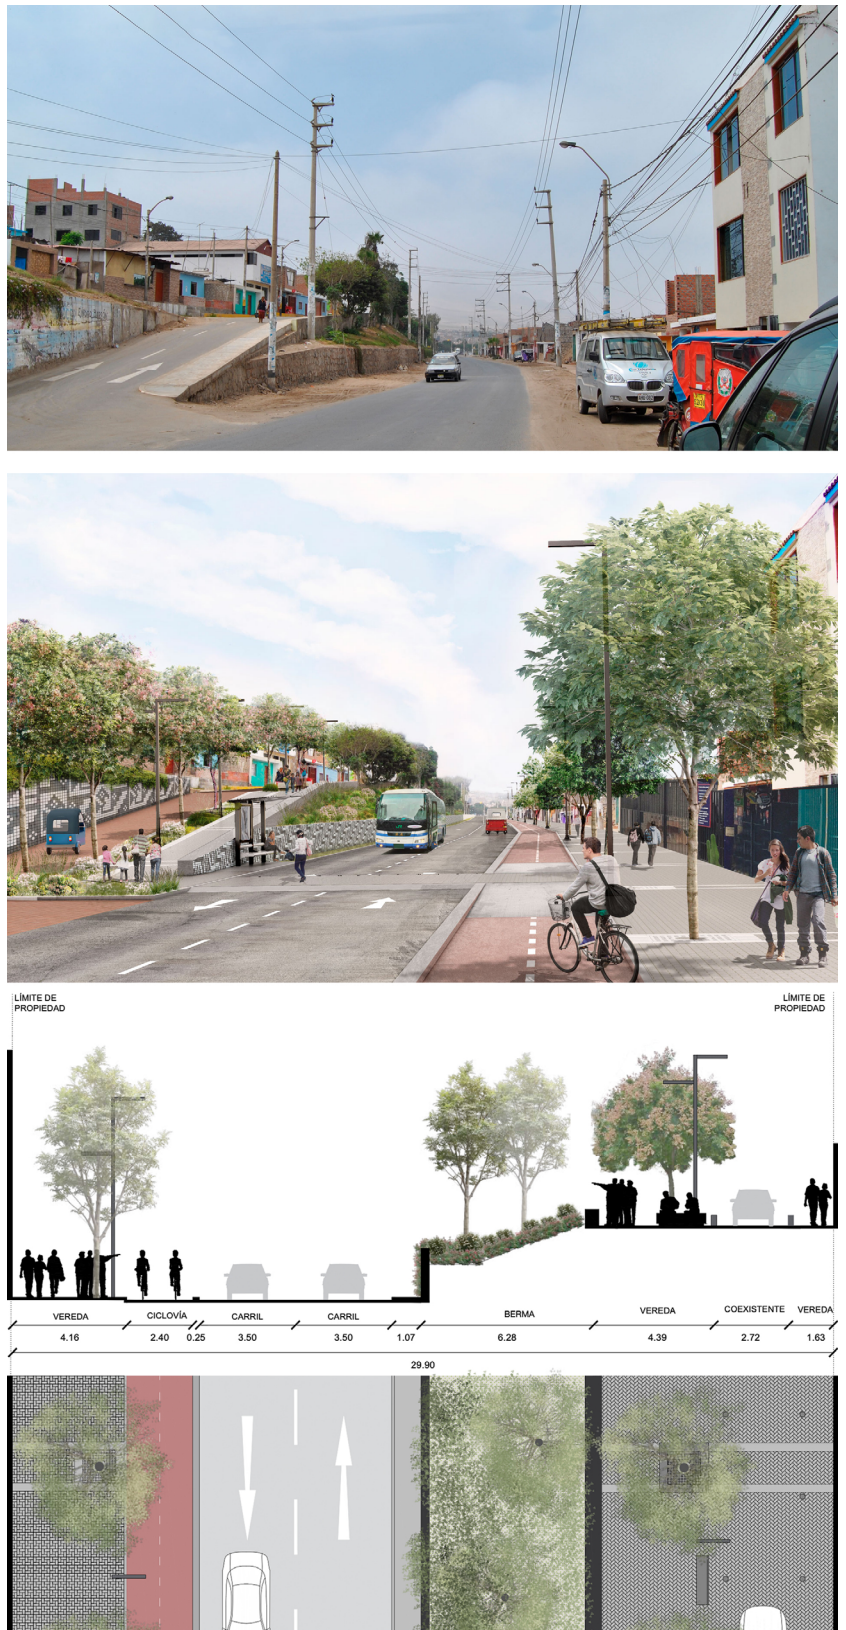 LÍMITE DE
PROPIEDAD
LÍMITE DE
PROPIEDAD
VEREDA
CICLOVÍA
CARRIL
CARRIL
BERMA
VEREDA
COEXISTENTE
VEREDA
4.16
2.40
0.25
3.50
3.50
1.07
6.28
4.39
2.72
1.63
29.90